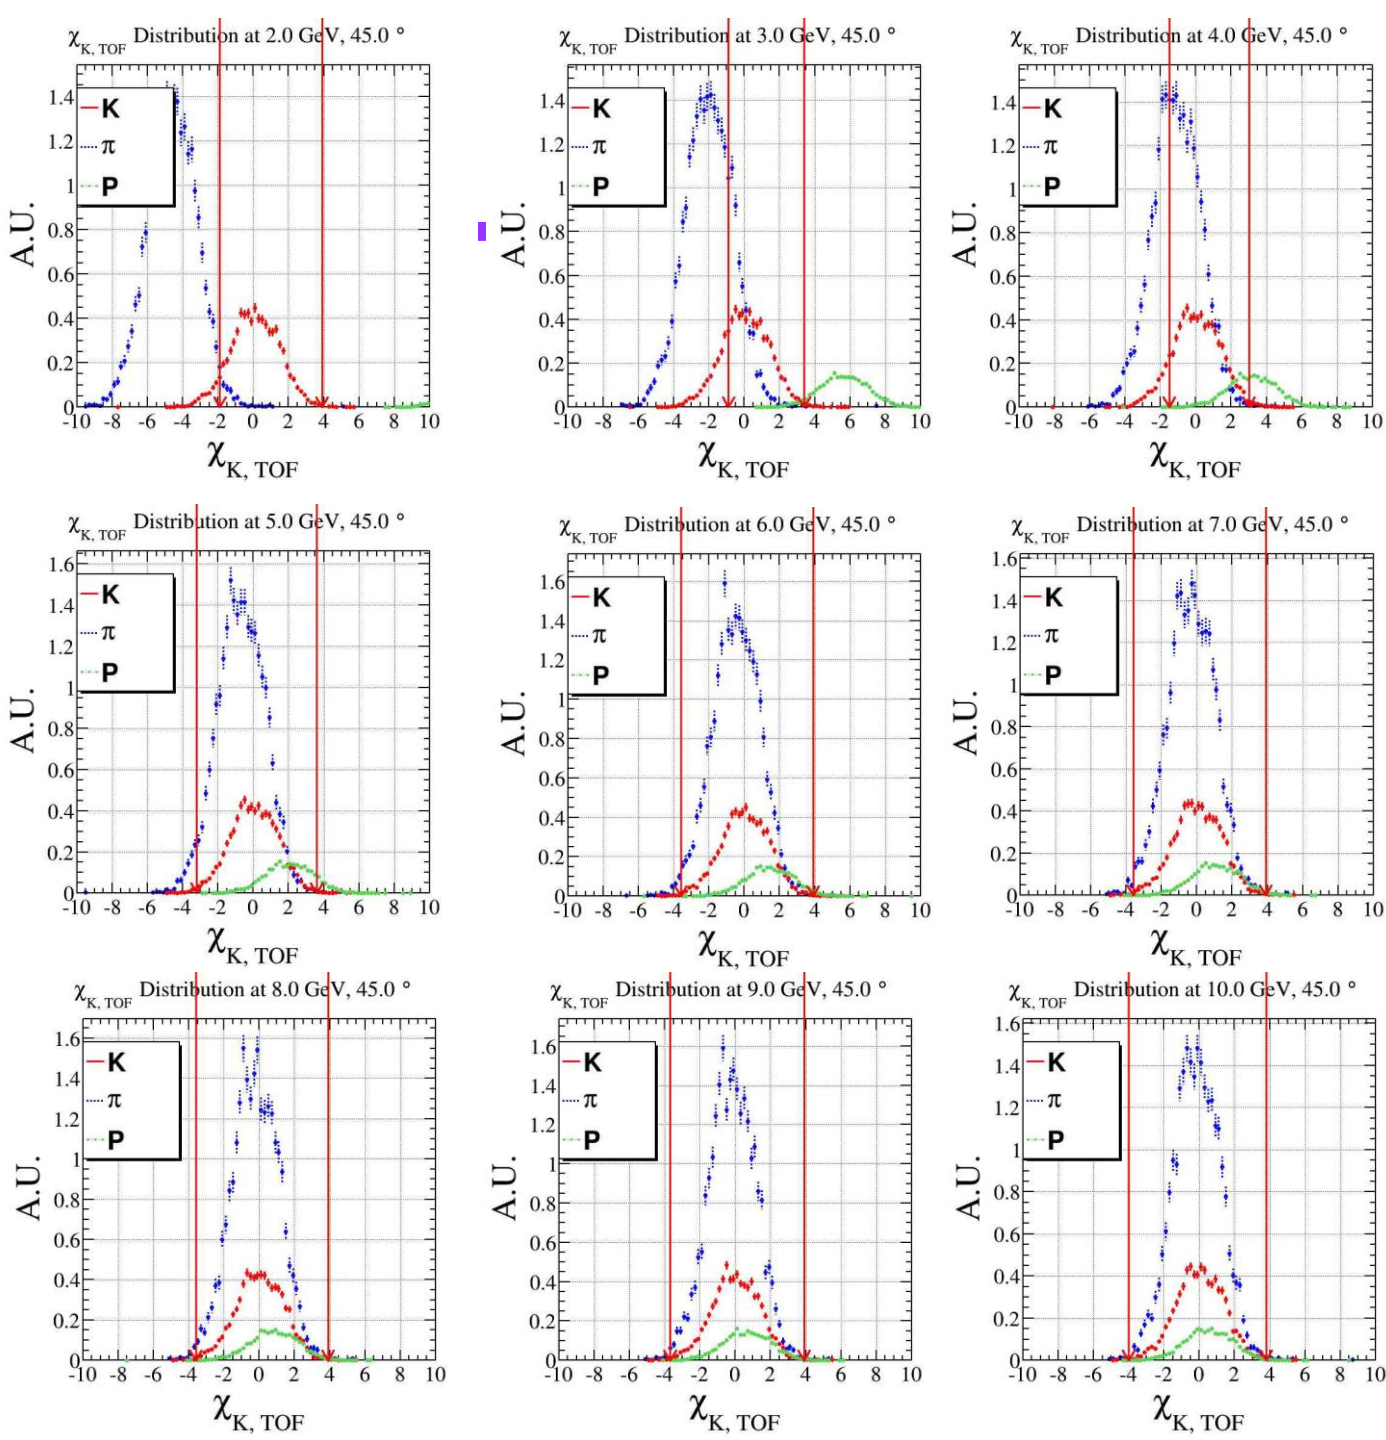 χK, TOF Distribution at 2.0 GeV, 45.0 °
K
π
P
A.U.
1.4
1.2
1
0.8
0.6
0.4
0.2
0
-10 -8 -6 -4 -2 0 2 4 6 8 10
χK, TOF
χK, TOF Distribution at 3.0 GeV, 45.0 °
K
π
P
A.U.
1.4
1.2
1
0.8
0.6
0.4
0.2
0
-10 -8 -6 -4 -2 0 2 4 6 8 10
χK, TOF
χK, TOF Distribution at 4.0 GeV, 45.0 °
K
π
P
A.U.
1.4
1.2
1
0.8
0.6
0.4
0.2
0
-10 -8 -6 -4 -2 0 2 4 6 8 10
χK, TOF
χK, TOF Distribution at 5.0 GeV, 45.0 °
K
π
P
A.U.
1.6
1.4
1.2
1
0.8
0.6
0.4
0.2
0
-10 -8 -6 -4 -2 0 2 4 6 8 10
χK, TOF
χK, TOF Distribution at 6.0 GeV, 45.0 °
K
π
P
A.U.
1.6
1.4
1.2
1
0.8
0.6
0.4
0.2
0
-10 -8 -6 -4 -2 0 2 4 6 8 10
χK, TOF
χK, TOF Distribution at 7.0 GeV, 45.0 °
K
π
P
A.U.
1.6
1.4
1.2
1
0.8
0.6
0.4
0.2
0
-10 -8 -6 -4 -2 0 2 4 6 8 10
χK, TOF
χK, TOF Distribution at 8.0 GeV, 45.0 °
K
π
P
A.U.
1.6
1.4
1.2
1
0.8
0.6
0.4
0.2
0
-10 -8 -6 -4 -2 0 2 4 6 8 10
χK, TOF
χK, TOF Distribution at 9.0 GeV, 45.0 °
K
π
P
A.U.
1.6
1.4
1.2
1
0.8
0.6
0.4
0.2
0
-10 -8 -6 -4 -2 0 2 4 6 8 10
χK, TOF
χK, TOF Distribution at 10.0 GeV, 45.0 °
K
π
P
A.U.
1.6
1.4
1.2
1
0.8
0.6
0.4
0.2
0
-10 -8 -6 -4 -2 0 2 4 6 8 10
χK, TOF